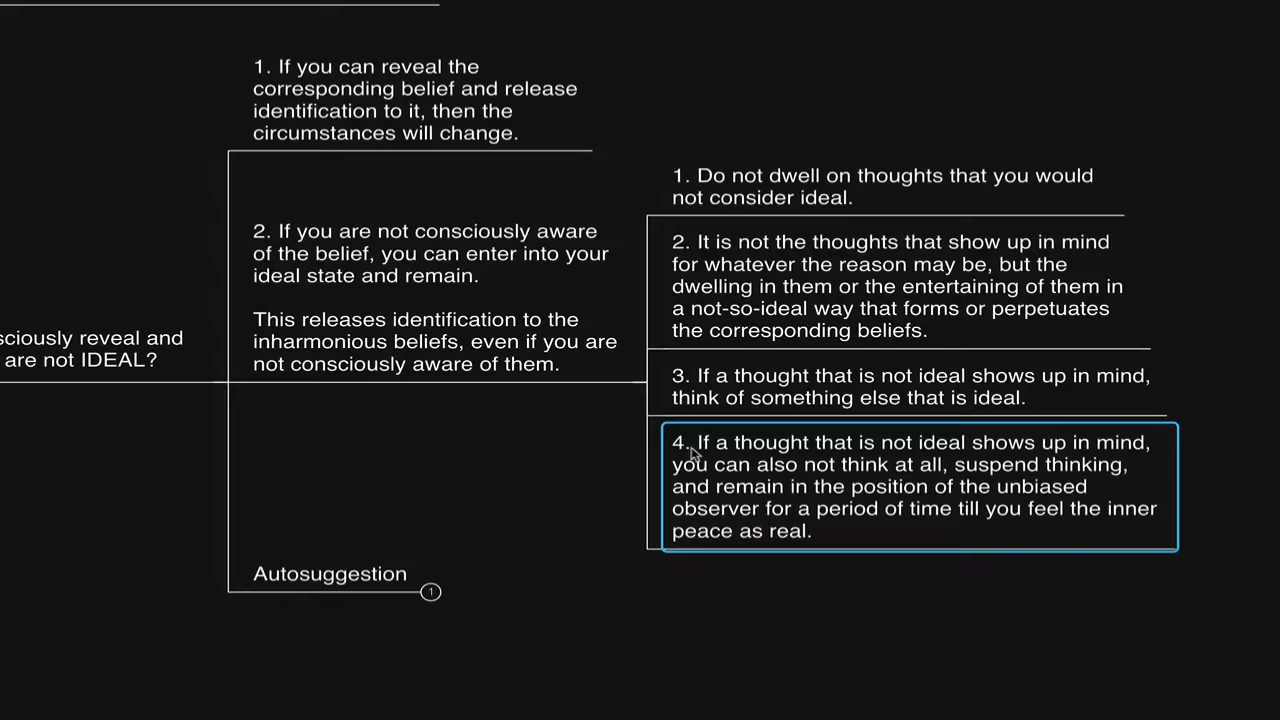 sciously reveal and
are not IDEAL?
1. If you can reveal the
corresponding belief and release
identification to it, then the
circumstances will change.
2. If you are not consciously aware
of the belief, you can enter into your
ideal state and remain.
This releases identification to the
inharmonious beliefs, even if you are
not consciously aware of them.
1. Do not dwell on thoughts that you would
not consider ideal.
2. It is not the thoughts that show up in mind
for whatever the reason may be, but the
dwelling in them or the entertaining of them in
a not-so-ideal way that forms or perpetuates
the corresponding beliefs.
3. If a thought that is not ideal shows up in mind,
think of something else that is ideal.
4. If a thought that is not ideal shows up in mind,
you can also not think at all, suspend thinking,
and remain in the position of the unbiased
observer for a period of time till you feel the inner
peace as real.
Autosuggestion
1